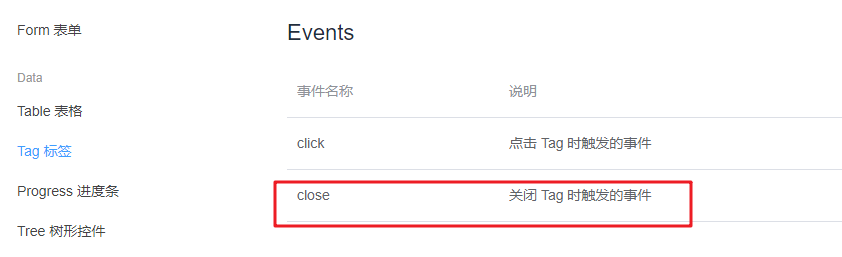 Form 表单
Data
Table 表格
Tag 标签
Progress 进度条
Tree 树形控件
Events
事件名称 说明
click 点击 Tag 时触发的事件
close 关闭 Tag 时触发的事件